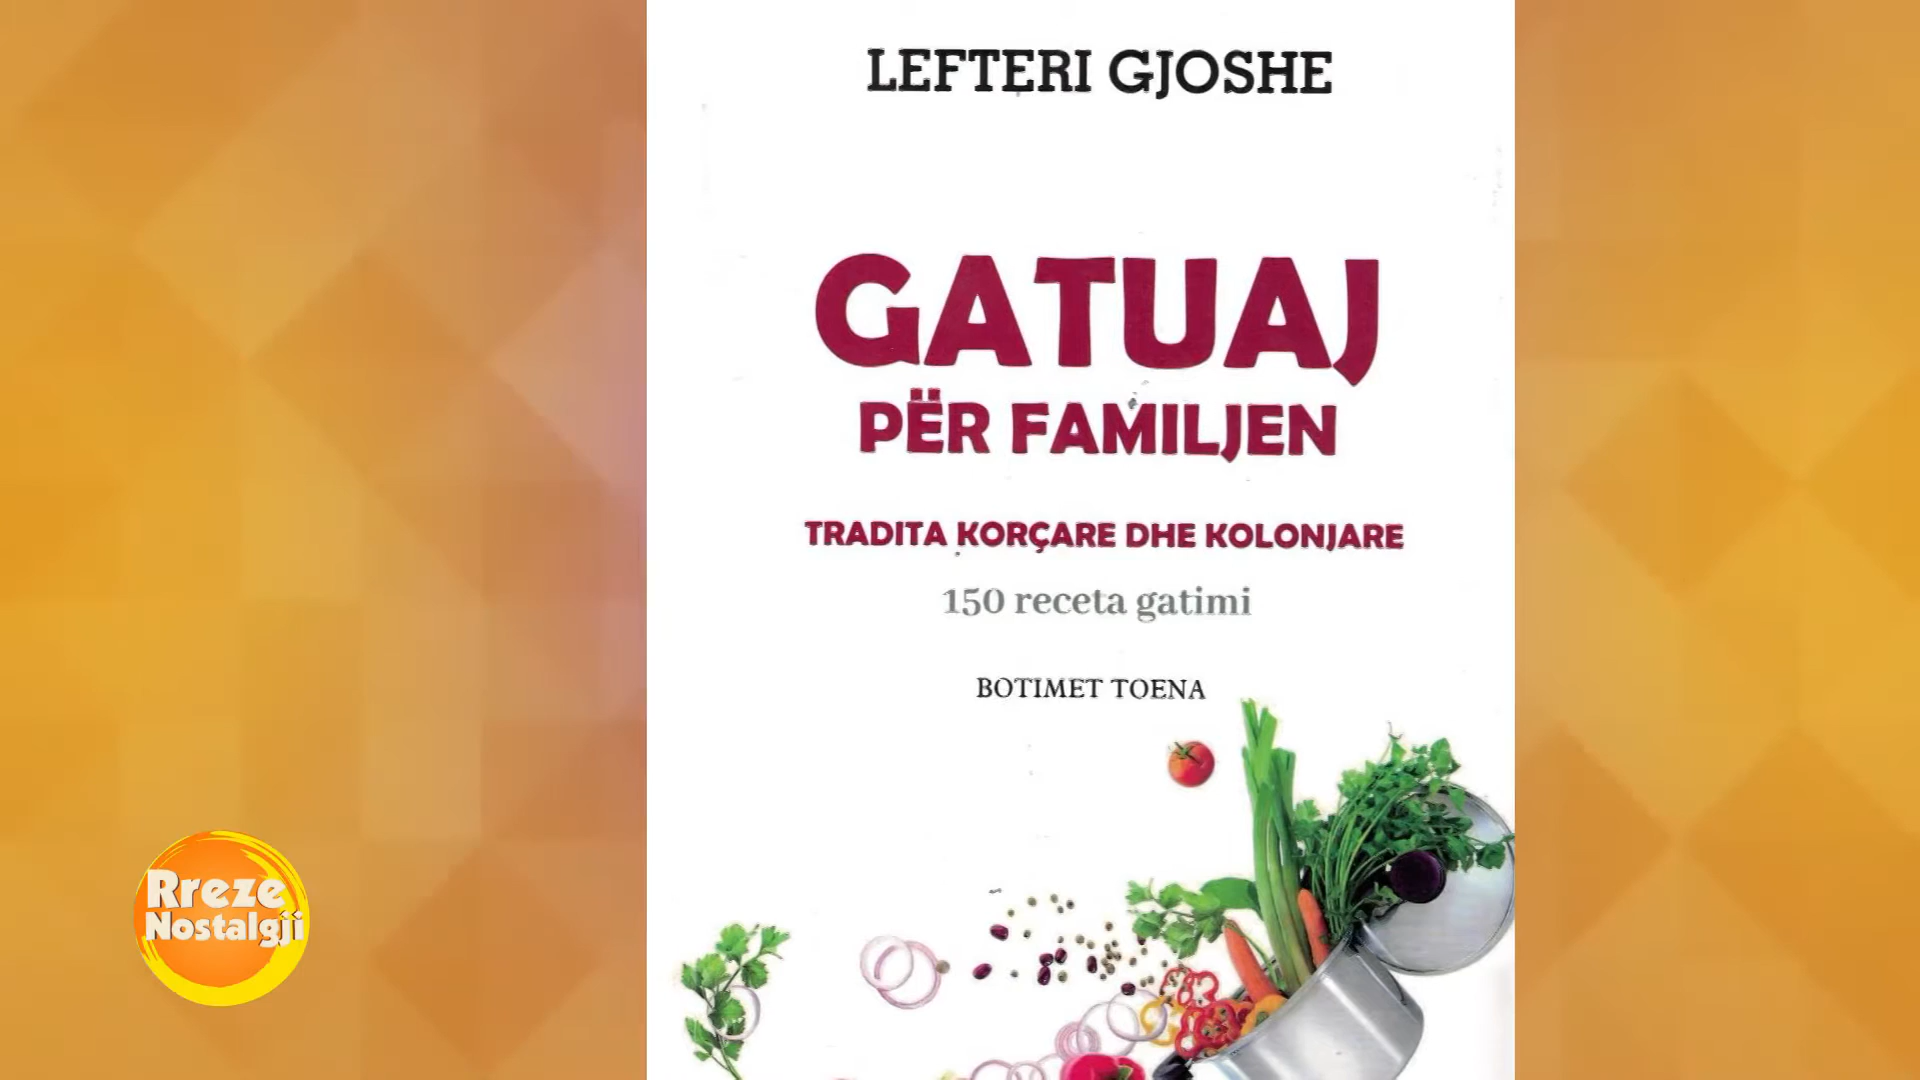 LEFTERI GJOSHE
GATUAJ
PËR FAMILJEN
TRADITA KORÇARE DHE KOLONJARE
150 receta gatimi
BOTIMET TOENA
Rreze
Nostalgji